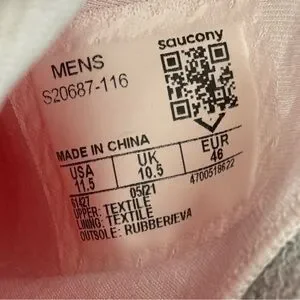 MENS
saucony
S20687-116
MADE IN CHINA
USA UK EUR
11.5 10.5 46
61427 05/21 4700518622
UPPER: TEXTILE
LINING: TEXTILE
OUTSOLE: RUBBER/EVA